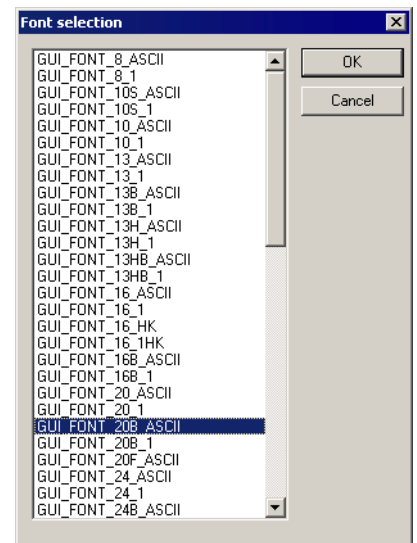 Font selection
GUI_FONT_8_ASCII
GUI_FONT_8_1
GUI_FONT_10S_ASCII
GUI_FONT_10S_1
GUI_FONT_10_ASCII
GUI_FONT_10_1
GUI_FONT_13_ASCII
GUI_FONT_13_1
GUI_FONT_13B_ASCII
GUI_FONT_13B_1
GUI_FONT_13H_ASCII
GUI_FONT_13H_1
GUI_FONT_13HB_ASCII
GUI_FONT_13HB_1
GUI_FONT_16_ASCII
GUI_FONT_16_1
GUI_FONT_16_HK
GUI_FONT_16_1HK
GUI_FONT_16B_ASCII
GUI_FONT_16B_1
GUI_FONT_20_ASCII
GUI_FONT_20_1
GUI_FONT_20B_ASCII
GUI_FONT_20B_1
GUI_FONT_20F_ASCII
GUI_FONT_24_ASCII
GUI_FONT_24_1
GUI_FONT_24B_ASCII
OK
Cancel